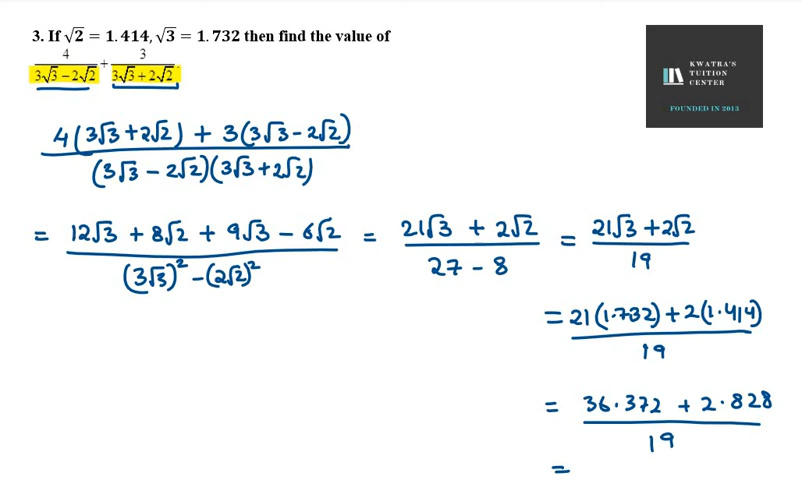 3. If √2 = 1.414, √3 = 1.732 then find the value of
4/(3√3−2√2) + 3/(3√3+2√2)
KWATRA'S
TUITION
CENTER
FOUNDED IN 2013
4(3√3+2√2) + 3(3√3−2√2)
(3√3 − 2√2)(3√3+2√2)
= (12√3 + 8√2 + 9√3 − 6√2)/((3√3)² − (2√2)²) = (21√3 + 2√2)/(27 − 8) = (21√3 + 2√2)/19
= (21(1.732) + 2(1.414))/19
= (36.372 + 2.828)/19
=